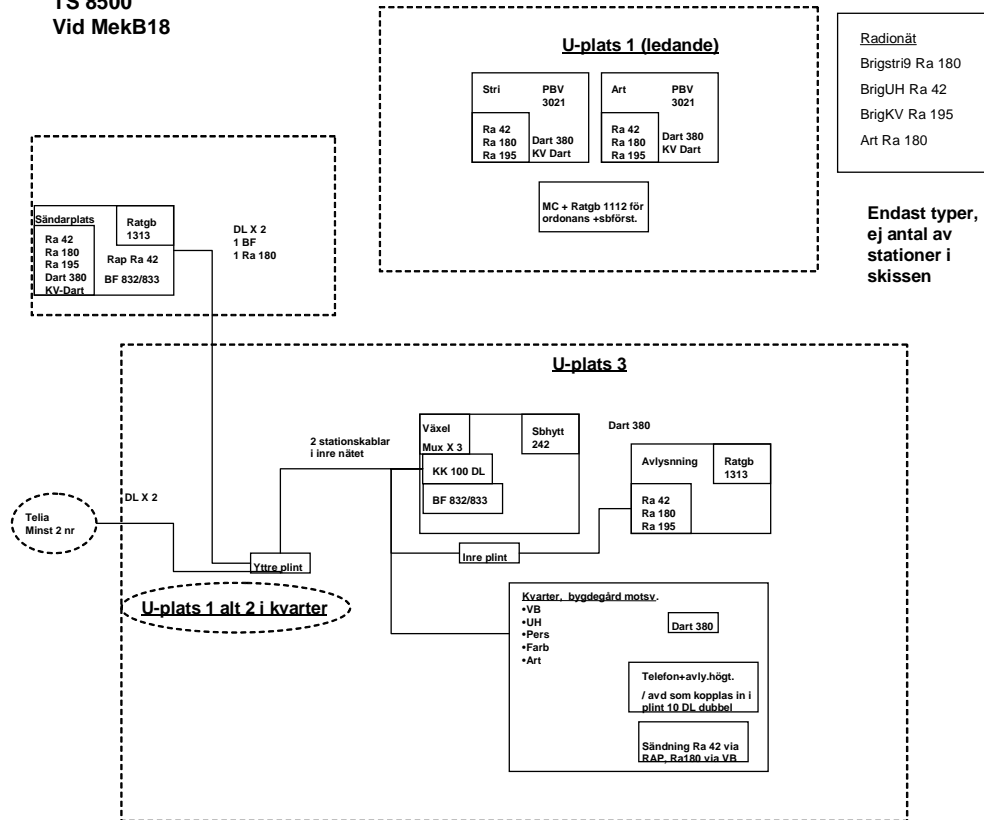 TS 8500
Vid MekB18
U-plats 1 (ledande)
Stri PBV
3021
Ra 42
Ra 180
Ra 195
Dart 380
KV Dart
Art PBV
3021
Ra 42
Ra 180
Ra 195
Dart 380
KV Dart
MC + Ratgb 1112 för
ordonans +sbförst.
Radionät
Brigstri9 Ra 180
BrigUH Ra 42
BrigKV Ra 195
Art Ra 180
Endast typer,
ej antal av
stationer i
skissen
Sändarplats
Ratgb
1313
Ra 42
Ra 180
Ra 195
Dart 380
KV-Dart
Rap Ra 42
BF 832/833
DL X 2
1 BF
1 Ra 180
U-plats 3
2 stationskablar
i inre nätet
Växel
Mux X 3
Sbhytt
242
KK 100 DL
BF 832/833
Dart 380
Avlysnning
Ratgb
1313
Ra 42
Ra 180
Ra 195
DL X 2
Telia
Minst 2 nr
Yttre plint
Inre plint
U-plats 1 alt 2 i kvarter
Kvarter, bygdegård motsv.
•VB
•UH
•Pers
•Farb
•Art
Dart 380
Telefon+avly.högt.
/ avd som kopplas in i
plint 10 DL dubbel
Sändning Ra 42 via
RAP, Ra180 via VB